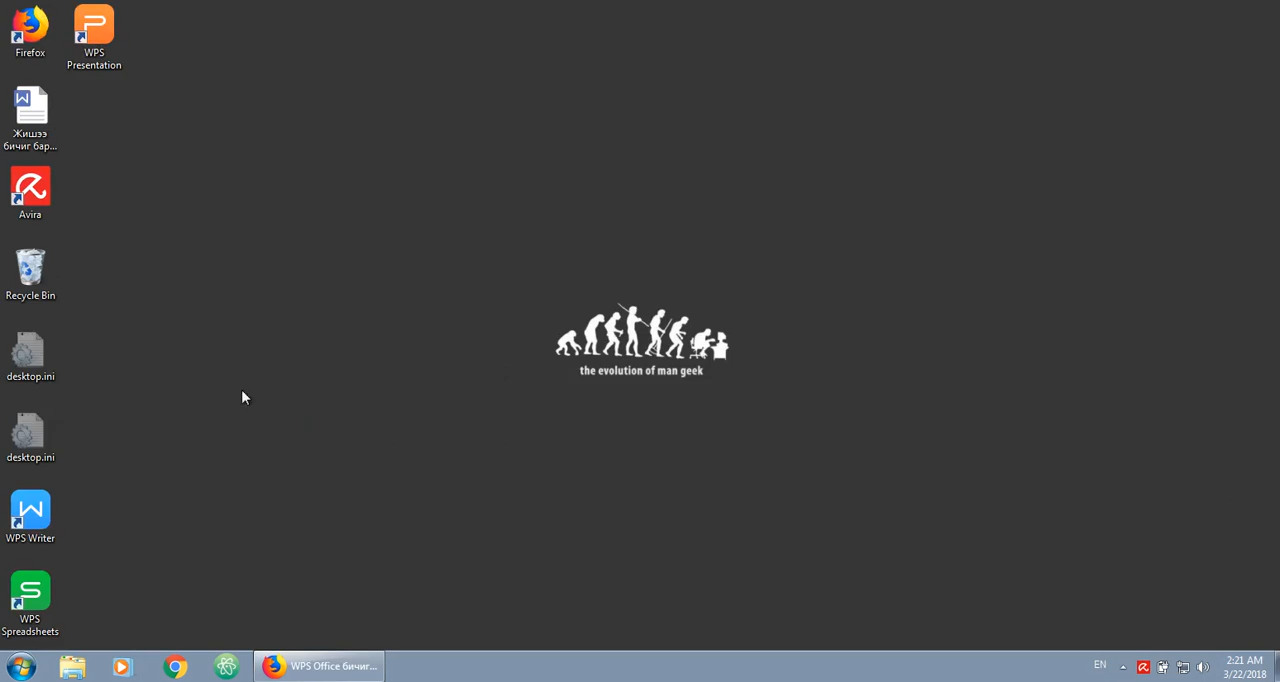 Firefox
WPS
Presentation
Жишээ
бичиг бар...
Avira
Recycle Bin
desktop.ini
desktop.ini
WPS Writer
WPS
Spreadsheets
the evolution of man geek
WPS Office бичиг...
EN
2:21 AM
3/22/2018